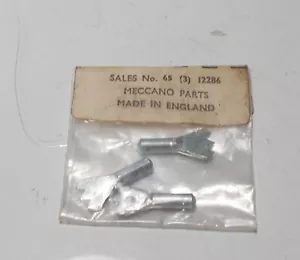 SALES No. 65 (3) 12286
MECCANO PARTS
MADE IN ENGLAND